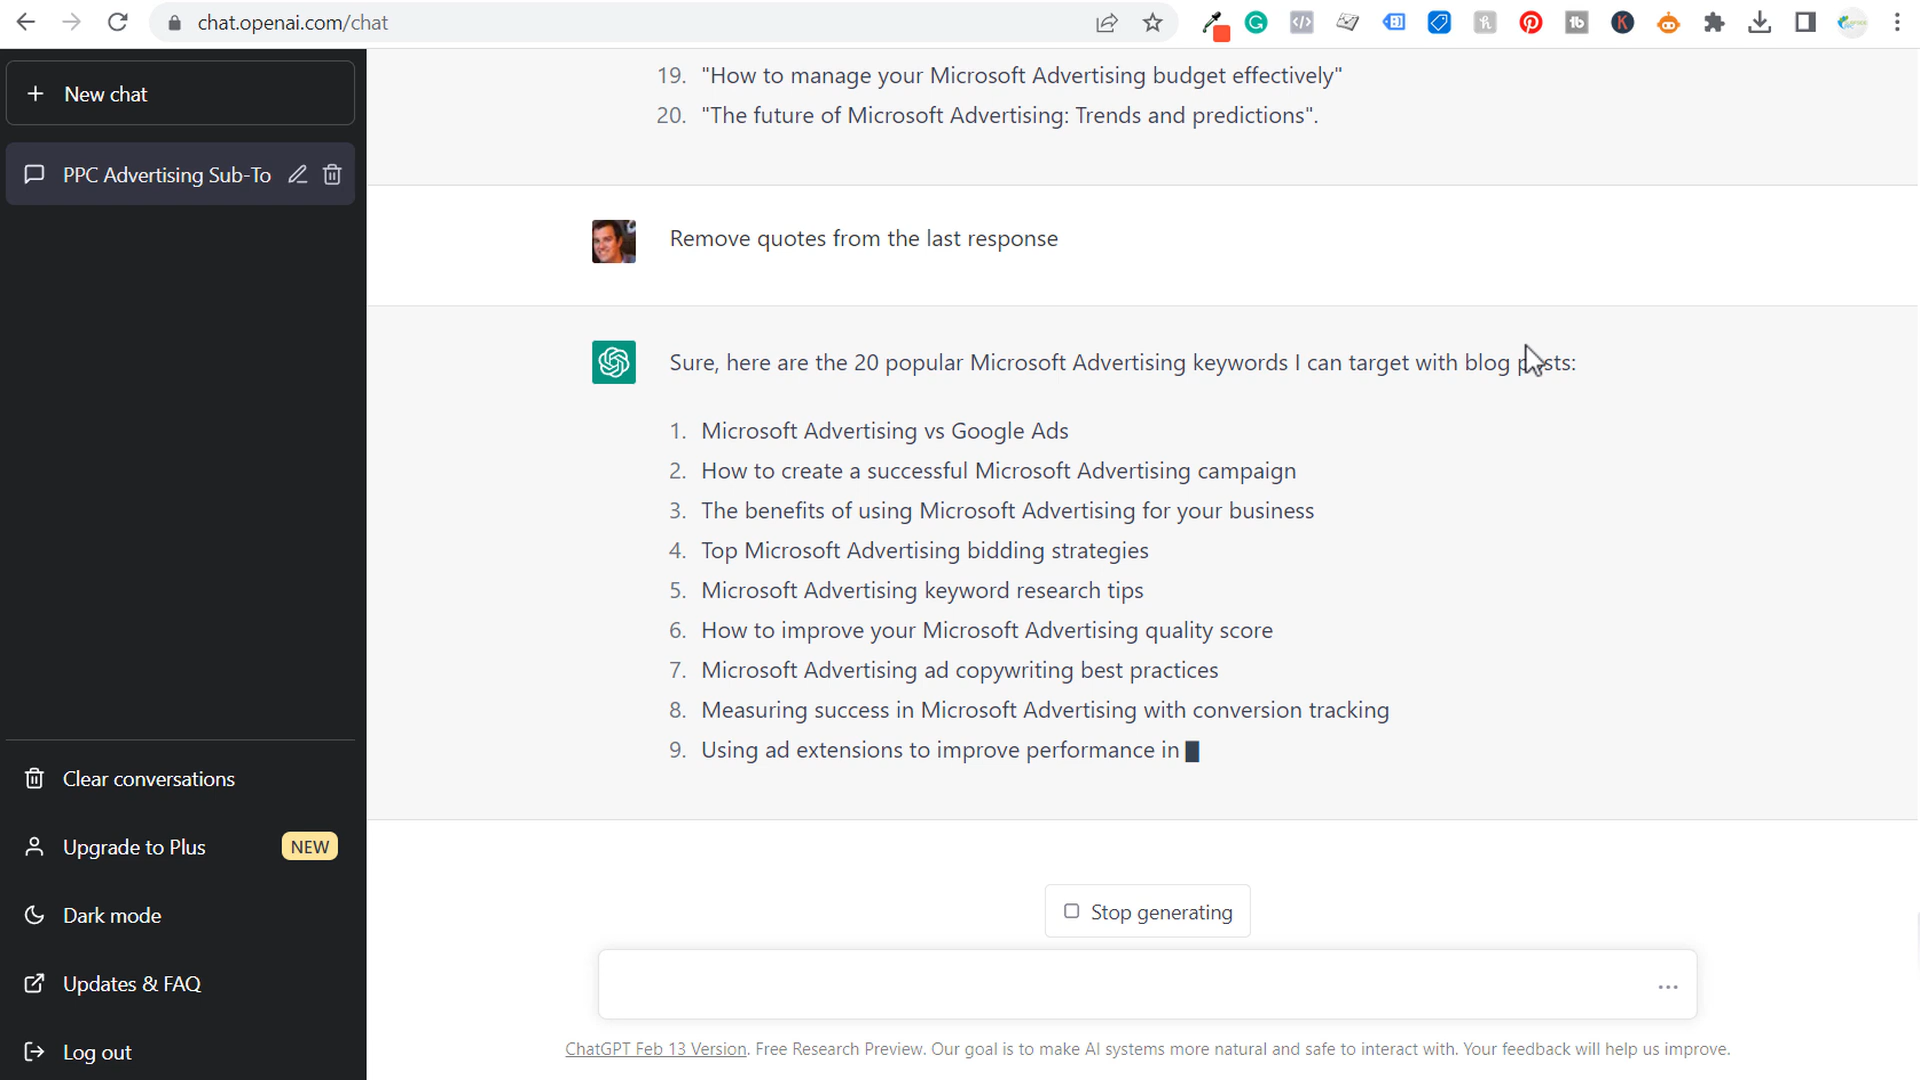 chat.openai.com/chat
New chat
PPC Advertising Sub-To
19. "How to manage your Microsoft Advertising budget effectively"
20. "The future of Microsoft Advertising: Trends and predictions".
Remove quotes from the last response
Sure, here are the 20 popular Microsoft Advertising keywords I can target with blog posts:
1. Microsoft Advertising vs Google Ads
2. How to create a successful Microsoft Advertising campaign
3. The benefits of using Microsoft Advertising for your business
4. Top Microsoft Advertising bidding strategies
5. Microsoft Advertising keyword research tips
6. How to improve your Microsoft Advertising quality score
7. Microsoft Advertising ad copywriting best practices
8. Measuring success in Microsoft Advertising with conversion tracking
9. Using ad extensions to improve performance in
Clear conversations
Upgrade to Plus NEW
Dark mode
Updates & FAQ
Log out
Stop generating
ChatGPT Feb 13 Version. Free Research Preview. Our goal is to make AI systems more natural and safe to interact with. Your feedback will help us improve.